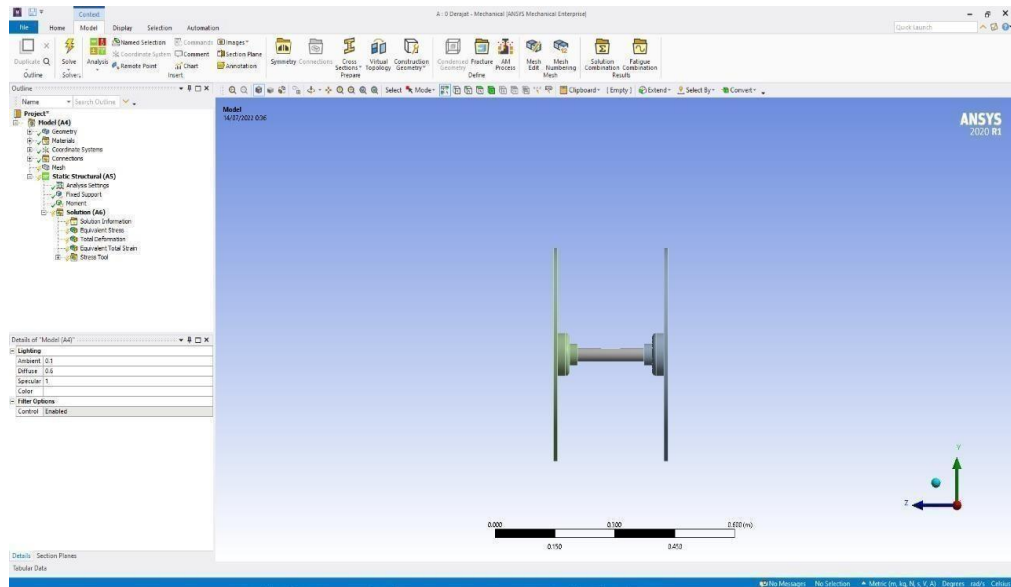 Context
A : 0 Derajat - Mechanical [ANSYS Mechanical Enterprise]
File Home Model Display Selection Automation
Quick Launch
Duplicate Q
Outline
Solve
Solvers
Analysis
Named Selection
Coordinate System
Remote Point
Commands
Comment
Chart
Images
Section Plane
Annotation
Insert
Symmetry Connections Cross Sections Virtual Topology Construction Geometry
Prepare
Condensed Geometry Fracture AM Process
Define
Mesh Edit Mesh Numbering
Mesh
Solution Combination Fatigue Combination
Results
Outline
Name Search Outline
Select Mode Clipboard [Empty] Extend Select By Convert
Project*
Model (A4)
Geometry
Materials
Coordinate Systems
Connections
Mesh
Static Structural (A5)
Analysis Settings
Fixed Support
Moment
Solution (A6)
Solution Information
Equivalent Stress
Total Deformation
Equivalent Total Strain
Stress Tool
Model
14/07/2022 0:36
ANSYS
2020 R1
Details of "Model (A4)"
Lighting
Ambient 0.1
Diffuse 0.6
Specular 1
Color
Filter Options
Control Enabled
Y
Z
0.000 0.300 0.600 (m)
0.150 0.450
Details Section Planes
Tabular Data
No Messages No Selection Metric (m, kg, N, s, V, A) Degrees rad/s Celsius